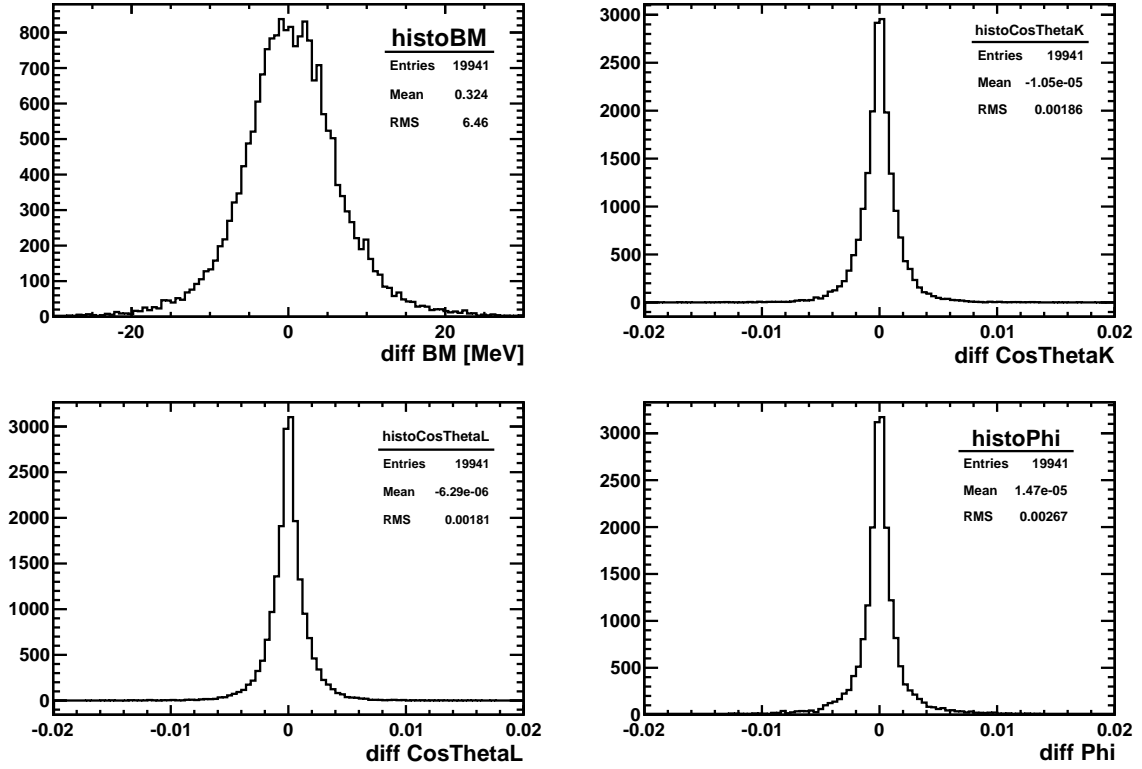 800
700
600
500
400
300
200
100
0
-20 0 20
diff BM [MeV]
histoBM
Entries 19941
Mean 0.324
RMS 6.46
3000
2500
2000
1500
1000
500
0
-0.02 -0.01 0 0.01 0.02
diff CosThetaK
histoCosThetaK
Entries 19941
Mean -1.05e-05
RMS 0.00186
3000
2500
2000
1500
1000
500
0
-0.02 -0.01 0 0.01 0.02
diff CosThetaL
histoCosThetaL
Entries 19941
Mean -6.29e-06
RMS 0.00181
3000
2500
2000
1500
1000
500
0
-0.02 -0.01 0 0.01 0.02
diff Phi
histoPhi
Entries 19941
Mean 1.47e-05
RMS 0.00267